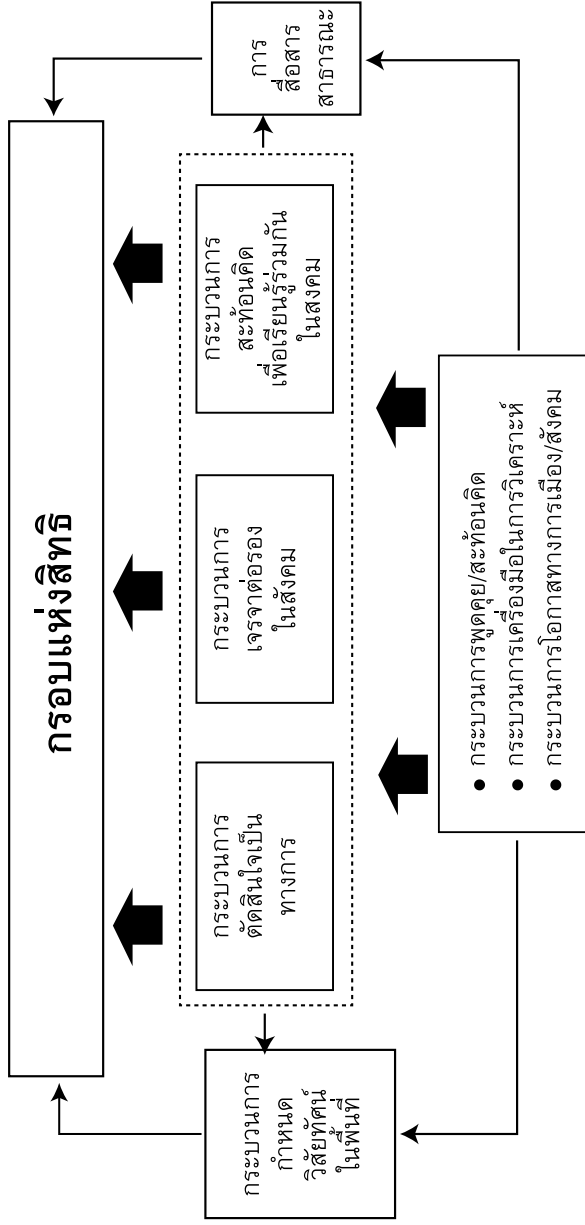 กรอบแห่งสิทธิ
กระบวนการ
กำหนด
วิสัยทัศน์
ในพื้นที่
กระบวนการ
ตัดสินใจเป็น
ทางการ
กระบวนการ
เจรจาต่อรอง
ในสังคม
กระบวนการ
สะท้อนคิด
เพื่อเรียนรู้ร่วมกัน
ในสงคม
การ
สื่อสาร
สาธารณะ
● กระบวนการพูดคุย/สะท้อนคิด
● กระบวนการเครื่องมือในการวิเคราะห์
● กระบวนการโอกาสทางการเมือง/สังคม